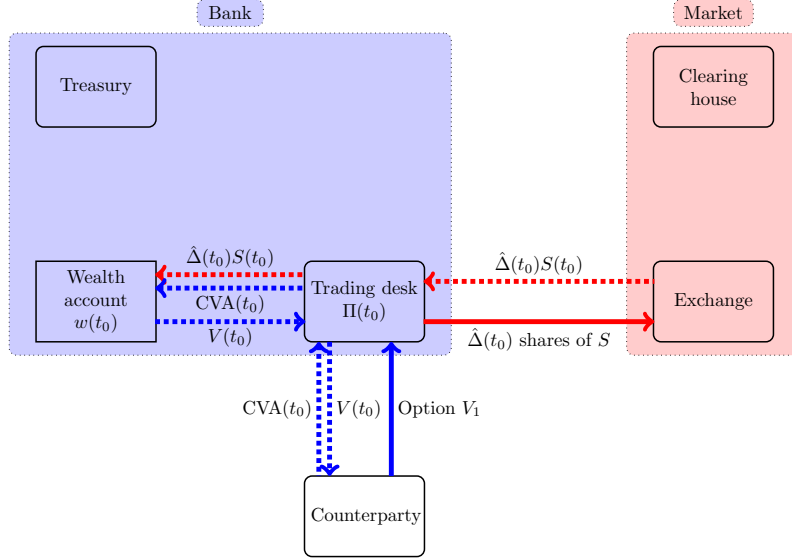 Bank
Market
Treasury
Clearing
house
Δ̂(t₀)S(t₀)
CVA(t₀)
V(t₀)
Wealth
account
w(t₀)
Trading desk
Π(t₀)
Δ̂(t₀)S(t₀)
Δ̂(t₀) shares of S
Exchange
CVA(t₀)
V(t₀)
Option V₁
Counterparty